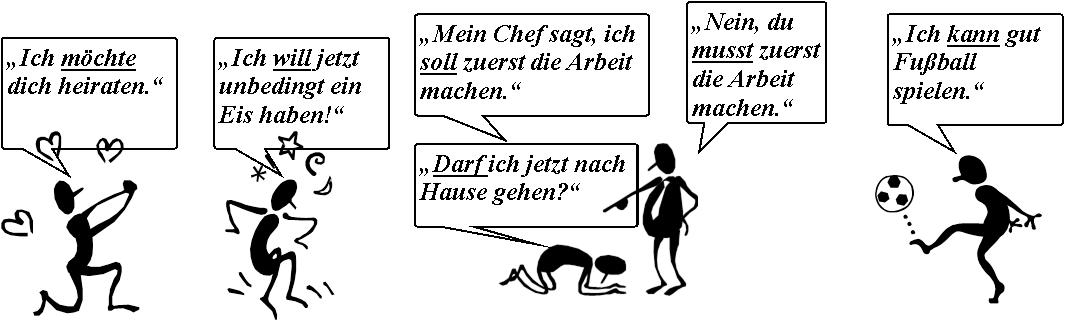 „Ich möchte
dich heiraten.“
„Ich will jetzt
unbedingt ein
Eis haben!“
„Mein Chef sagt, ich
soll zuerst die Arbeit
machen.“
„Darf ich jetzt nach
Hause gehen?“
„Nein, du
musst zuerst
die Arbeit
machen.“
„Ich kann gut
Fußball
spielen.“